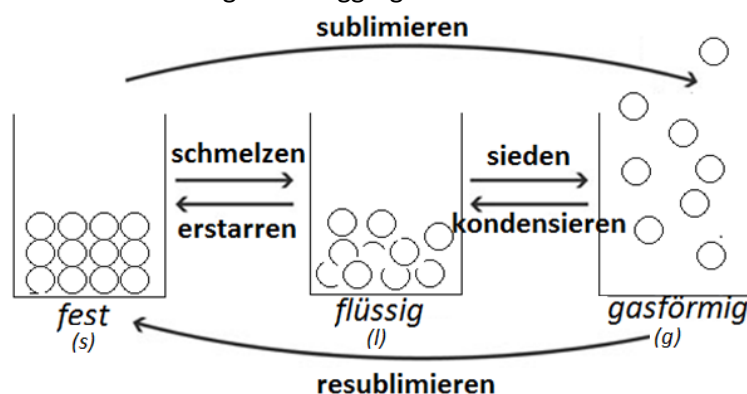 sublimieren
schmelzen
sieden
erstarren
kondensieren
fest
flüssig
gasförmig
(s)
(l)
(g)
resublimieren